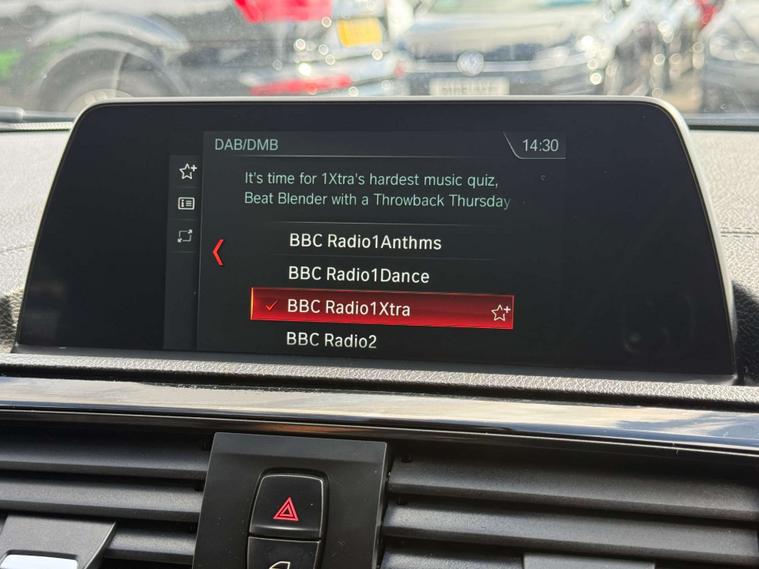 DAB/DMB
14:30
It's time for 1Xtra's hardest music quiz,
Beat Blender with a Throwback Thursday
BBC Radio1Anthms
BBC Radio1Dance
BBC Radio1Xtra
BBC Radio2